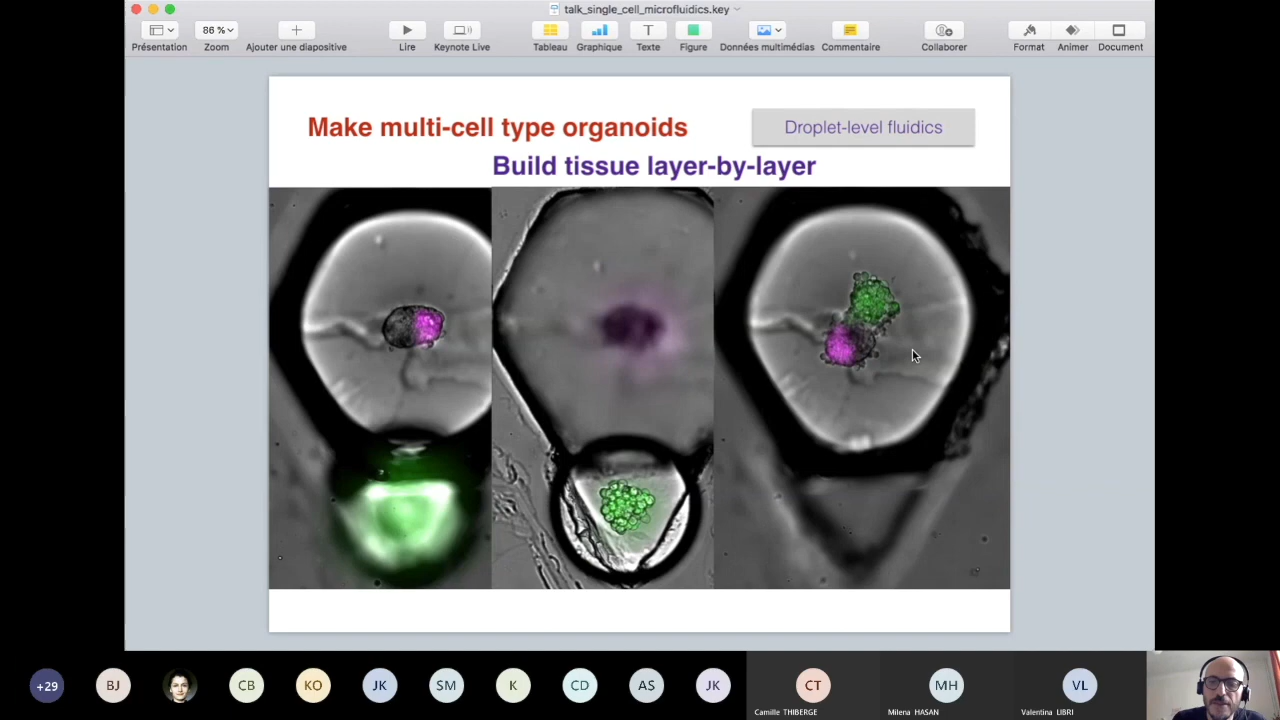 talk_single_cell_microfluidics.key
86 %
Présentation Zoom Ajouter une diapositive Lire Keynote Live Tableau Graphique Texte Figure Données multimédias Commentaire Collaborer Format Animer Document
Make multi-cell type organoids
Droplet-level fluidics
Build tissue layer-by-layer
+29 BJ CB KO JK SM K CD AS JK CT MH VL
Camille THIBERGE Milena HASAN Valentina LIBRI